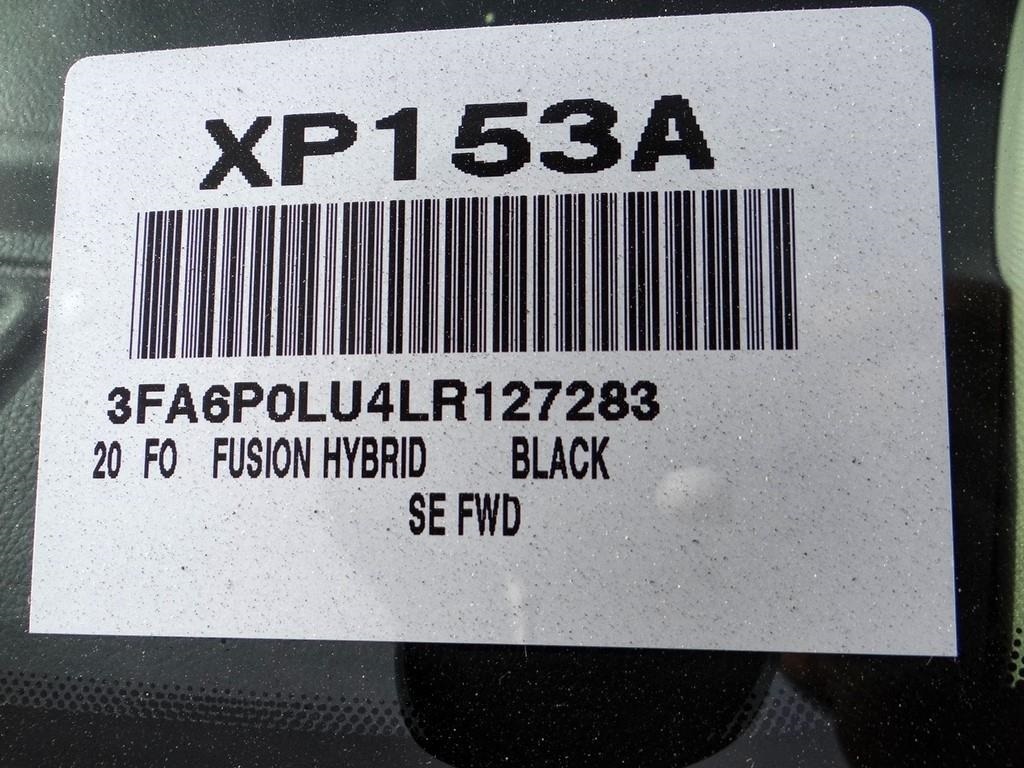 XP153A
3FA6P0LU4LR127283
20 FO FUSION HYBRID BLACK
SE FWD